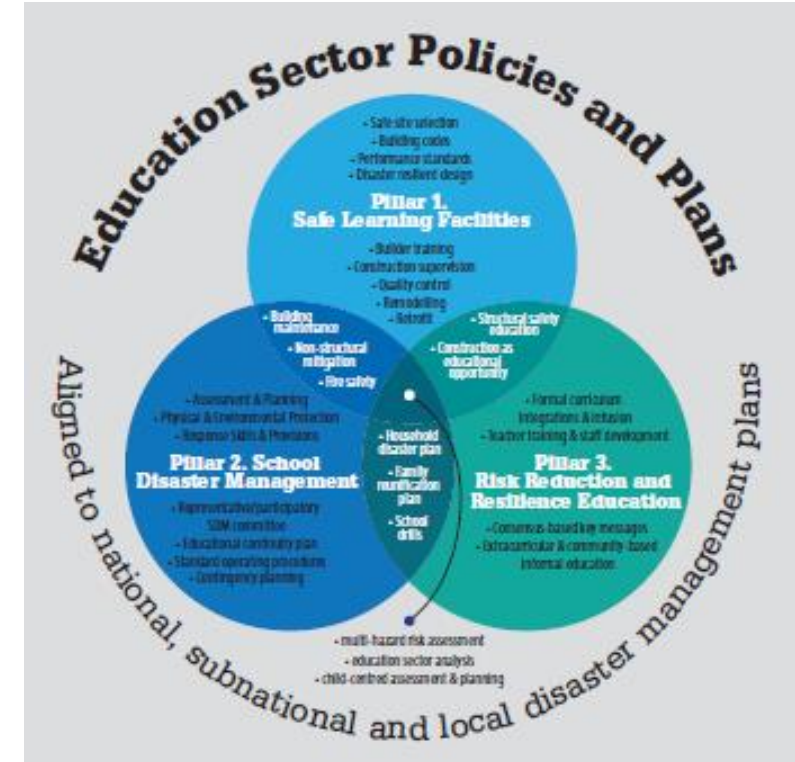 Education Sector Policies and Plans
- Safe site selection
- Building codes
- Performance standards
- Disaster resilient design
Pillar 1.
Safe Learning Facilities
- Builder training
- Construction supervision
- Quality control
- Remodelling
- Retrofit
- Building
maintenance
- Non-structural
mitigation
- Fire safety
- Structural safety
education
- Construction as
educational
opportunity
- Assessment & Planning
- Physical & Environmental Protection
- Response Skills & Provisions
Pillar 2. School
Disaster Management
- Representative/participatory
SDM committee
- Educational continuity plan
- Standard operating procedures
- Contingency planning
- Household
disaster plan
- Family
reunification
plan
- School
drills
- Formal curriculum
Integrations & infusion
- Teacher training & staff development
Pillar 3.
Risk Reduction and
Resilience Education
- Consensus-based key messages
- Extracurricular & community-based
informal education
- multi-hazard risk assessment
- education sector analysis
- child-centred assessment & planning
Aligned to national, subnational and local disaster management plans